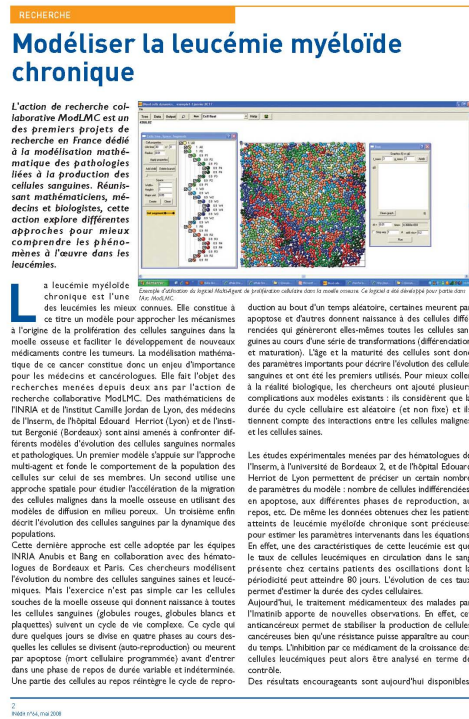 RECHERCHE
Modéliser la leucémie myéloïde
chronique
L'action de recherche col-
laborative ModLMC est un
des premiers projets de
recherche en France dédié
à la modélisation mathé-
matique des pathologies
liées à la production des
cellules sanguines. Réunis-
sant mathématiciens, mé-
decins et biologistes, cette
action explore différentes
approches pour mieux
comprendre les phéno-
mènes à l'œuvre dans les
leucémies.
Exemple d'utilisation du logiciel MultiAgent de prolifération cellulaire dans la moelle osseuse. Ce logiciel a été développé pour partie dans
l'Arc ModLMC.
La leucémie myéloïde
chronique est l'une
des leucémies les mieux connues. Elle constitue à
ce titre un modèle pour approcher les mécanismes
à l'origine de la prolifération des cellules sanguines dans la
moelle osseuse et faciliter le développement de nouveaux
médicaments contre les tumeurs. La modélisation mathéma-
tique de ce cancer constitue donc un enjeu d'importance
pour les médecins et cancérologues. Elle fait l'objet des
recherches menées depuis deux ans par l'action de
recherche collaborative ModLMC. Des mathématiciens de
l'INRIA et de l'institut Camille Jordan de Lyon, des médecins
de l'Inserm, de l'hôpital Edouard Herriot (Lyon) et de l'insti-
tut Bergonié (Bordeaux) sont ainsi amenés à confronter dif-
férents modèles d'évolution des cellules sanguines normales
et pathologiques. Un premier modèle s'appuie sur l'approche
multi-agent et fonde le comportement de la population des
cellules sur celui de ses membres. Un second utilise une
approche spatiale pour étudier l'accélération de la migration
des cellules malignes dans la moelle osseuse en utilisant des
modèles de diffusion en milieu poreux. Un troisième enfin
décrit l'évolution des cellules sanguines par la dynamique des
populations.
Cette dernière approche est celle adoptée par les équipes
INRIA Anubis et Bang en collaboration avec des hémato-
logues de Bordeaux et Paris. Ces chercheurs modélisent
l'évolution du nombre des cellules sanguines saines et leucé-
miques. Mais l'exercice n'est pas simple car les cellules
souches de la moelle osseuse qui donnent naissance à toutes
les cellules sanguines (globules rouges, globules blancs et
plaquettes) suivent un cycle de vie complexe. Ce cycle qui
dure quelques jours se divise en quatre phases au cours des-
quelles les cellules se divisent (auto-reproduction) ou meurent
par apoptose (mort cellulaire programmée) avant d'entrer
dans une phase de repos de durée variable et indéterminée.
Une partie des cellules au repos réintègre le cycle de repro-
duction au bout d'un temps aléatoire, certaines meurent par
apoptose et d'autres donnent naissance à des cellules diffé-
renciées qui génèreront elles-mêmes toutes les cellules san-
guines au cours d'une série de transformations (différenciation
et maturation). L'âge et la maturité des cellules sont donc
des paramètres importants pour décrire l'évolution des cellules
sanguines et ont été les premiers utilisés. Pour mieux coller
à la réalité biologique, les chercheurs ont ajouté plusieurs
complications aux modèles existants : ils considèrent que la
durée du cycle cellulaire est aléatoire (et non fixe) et ils
tiennent compte des interactions entre les cellules malignes
et les cellules saines.
Les études expérimentales menées par des hématologues de
l'Inserm, à l'université de Bordeaux 2, et de l'hôpital Edouard
Herriot de Lyon permettent de préciser un certain nombre
de paramètres du modèle : nombre de cellules indifférenciées,
en apoptose, aux différentes phases de reproduction, au
repos, etc. De même les données obtenues chez les patients
atteints de leucémie myéloïde chronique sont précieuses
pour estimer les paramètres intervenants dans les équations.
En effet, une des caractéristiques de cette leucémie est que
le taux de cellules leucémiques en circulation dans le sang
présente chez certains patients des oscillations dont la
périodicité peut atteindre 80 jours. L'évolution de ces taux
permet d'estimer la durée des cycles cellulaires.
Aujourd'hui, le traitement médicamenteux des malades par
l'Imatinib apporte de nouvelles observations. En effet, cet
anticancéreux permet de stabiliser la production de cellules
cancéreuses bien qu'une résistance puisse apparaître au cours
du temps. L'inhibition par ce médicament de la croissance des
cellules leucémiques peut alors être analysé en terme de
contrôle.
Des résultats encourageants sont aujourd'hui disponibles.
2
INédit n°64, mai 2008